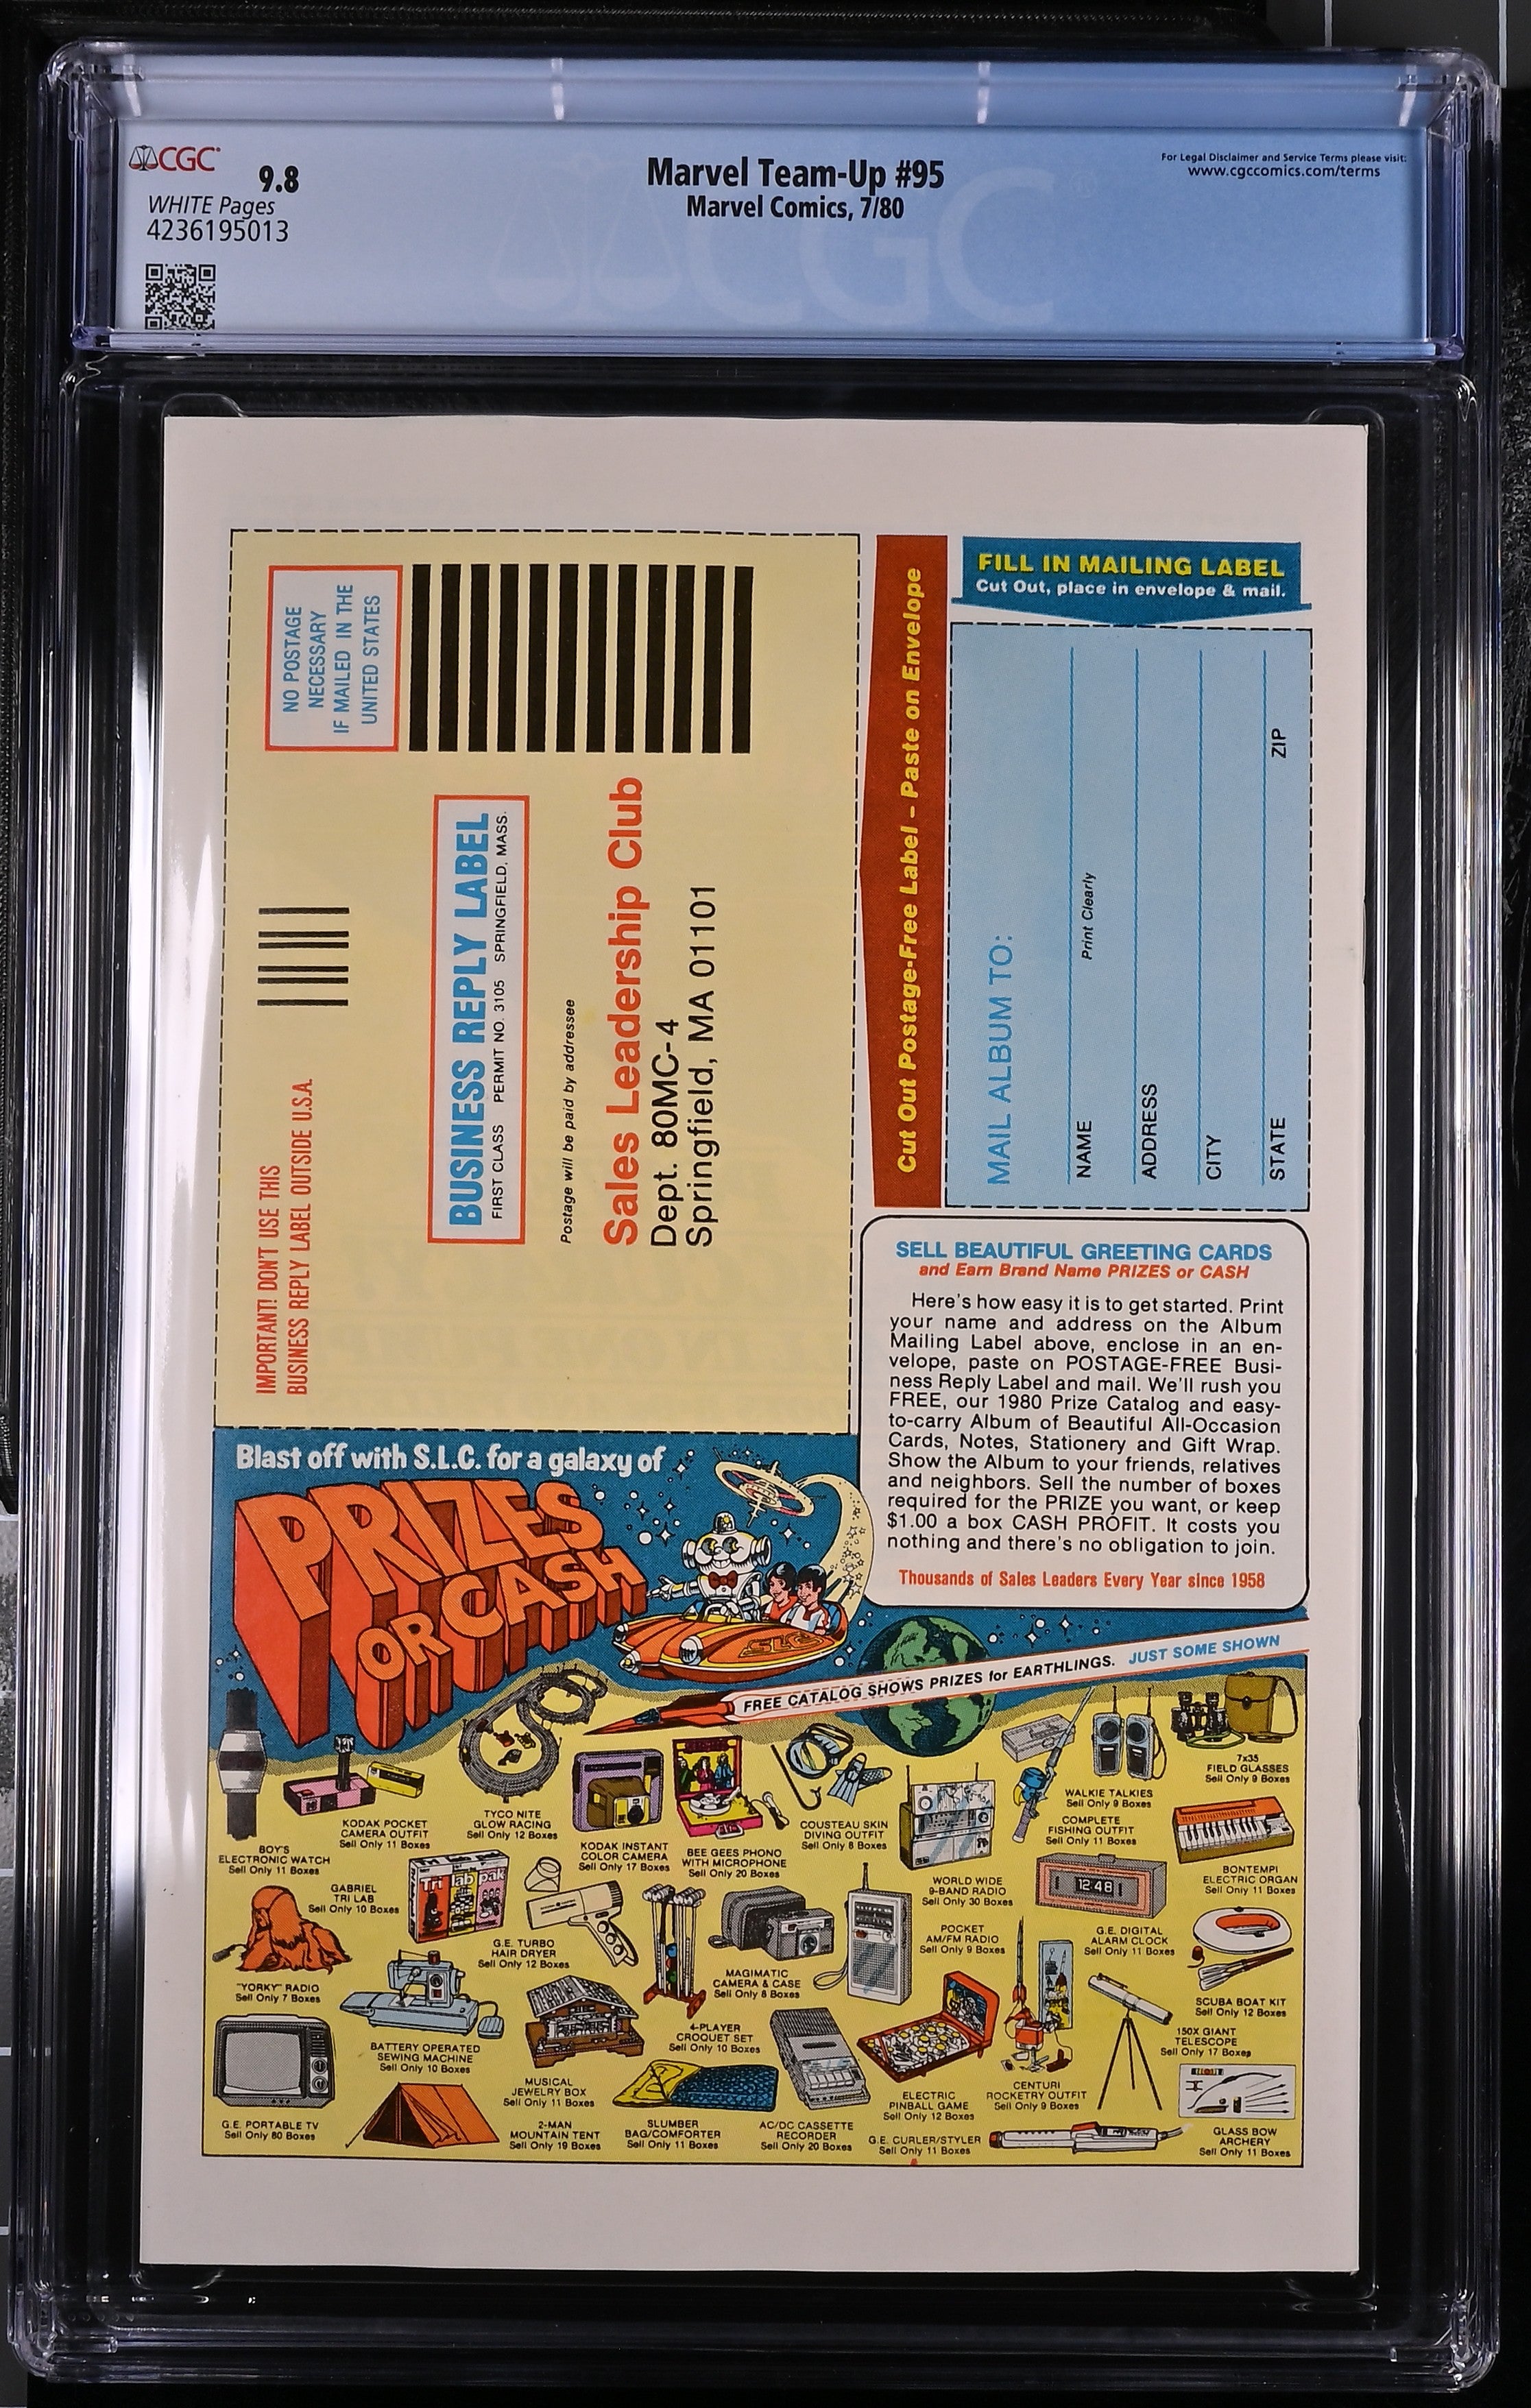 CGC
9.8
WHITE Pages
4236195013
Marvel Team-Up #95
Marvel Comics, 7/80
For Legal Disclaimer and Service Terms please visit:
www.cgccomics.com/terms
CGC
NO POSTAGE
NECESSARY
IF MAILED IN THE
UNITED STATES
IMPORTANT! DON'T USE THIS
BUSINESS REPLY LABEL OUTSIDE U.S.A.
BUSINESS REPLY LABEL
FIRST CLASS PERMIT NO. 3105 SPRINGFIELD, MASS.
Postage will be paid by addressee
Sales Leadership Club
Dept. 80MC-4
Springfield, MA 01101
Cut Out Postage-Free Label – Paste on Envelope
FILL IN MAILING LABEL
Cut Out, place in envelope & mail.
MAIL ALBUM TO:
NAME
Print Clearly
ADDRESS
CITY
STATE ZIP
SELL BEAUTIFUL GREETING CARDS
and Earn Brand Name PRIZES or CASH
Here's how easy it is to get started. Print
your name and address on the Album
Mailing Label above, enclose in an en-
velope, paste on POSTAGE-FREE Busi-
ness Reply Label and mail. We'll rush you
FREE, our 1980 Prize Catalog and easy-
to-carry Album of Beautiful All-Occasion
Cards, Notes, Stationery and Gift Wrap.
Show the Album to your friends, relatives
and neighbors. Sell the number of boxes
required for the PRIZE you want, or keep
$1.00 a box CASH PROFIT. It costs you
nothing and there's no obligation to join.
Thousands of Sales Leaders Every Year since 1958
Blast off with S.L.C. for a galaxy of
PRIZES
OR CASH
SLC
FREE CATALOG SHOWS PRIZES for EARTHLINGS. JUST SOME SHOWN
BOY'S
ELECTRONIC WATCH
Sell Only 11 Boxes
KODAK POCKET
CAMERA OUTFIT
Sell Only 11 Boxes
TYCO NITE
GLOW RACING
Sell Only 12 Boxes
KODAK INSTANT
COLOR CAMERA
Sell Only 17 Boxes
BEE GEES PHONO
WITH MICROPHONE
Sell Only 20 Boxes
COUSTEAU SKIN
DIVING OUTFIT
Sell Only 8 Boxes
WORLD WIDE
9-BAND RADIO
Sell Only 30 Boxes
COMPLETE
FISHING OUTFIT
Sell Only 11 Boxes
WALKIE TALKIES
Sell Only 9 Boxes
7x35
FIELD GLASSES
Sell Only 9 Boxes
BONTEMPI
ELECTRIC ORGAN
Sell Only 11 Boxes
GABRIEL
TRI LAB
Sell Only 10 Boxes
Tri lab pak
G.E. TURBO
HAIR DRYER
Sell Only 12 Boxes
MAGIMATIC
CAMERA & CASE
Sell Only 8 Boxes
POCKET
AM/FM RADIO
Sell Only 9 Boxes
12:48
G.E. DIGITAL
ALARM CLOCK
Sell Only 11 Boxes
SCUBA BOAT KIT
Sell Only 12 Boxes
"YORKY" RADIO
Sell Only 7 Boxes
BATTERY OPERATED
SEWING MACHINE
Sell Only 10 Boxes
MUSICAL
JEWELRY BOX
Sell Only 11 Boxes
4-PLAYER
CROQUET SET
Sell Only 10 Boxes
AC/DC CASSETTE
RECORDER
Sell Only 20 Boxes
ELECTRIC
PINBALL GAME
Sell Only 12 Boxes
CENTURI
ROCKETRY OUTFIT
Sell Only 9 Boxes
150X GIANT
TELESCOPE
Sell Only 17 Boxes
G.E. PORTABLE TV
Sell Only 80 Boxes
2-MAN
MOUNTAIN TENT
Sell Only 19 Boxes
SLUMBER
BAG/COMFORTER
Sell Only 11 Boxes
G.E. CURLER/STYLER
Sell Only 11 Boxes
GLASS BOW
ARCHERY
Sell Only 11 Boxes